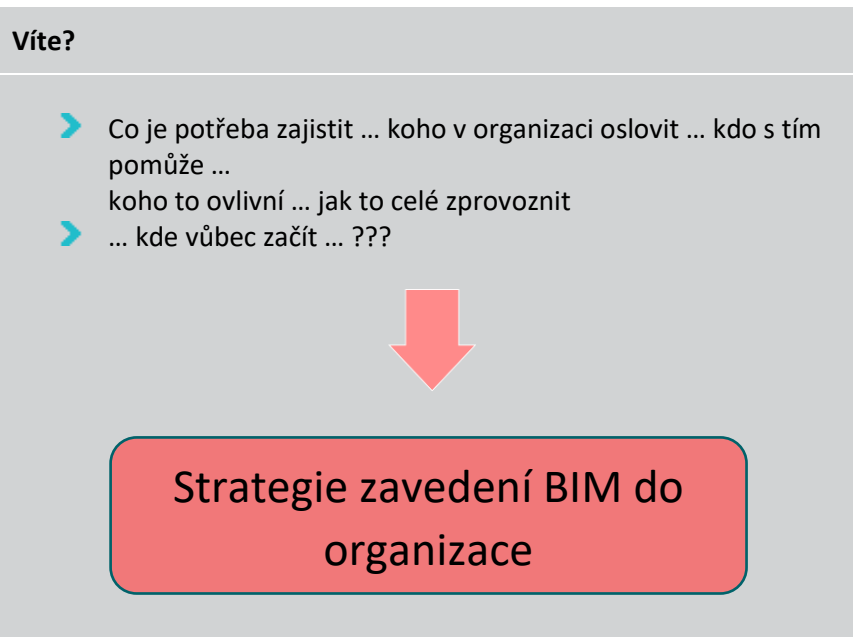 Víte?
Co je potřeba zajistit … koho v organizaci oslovit … kdo s tím
pomůže …
koho to ovlivní … jak to celé zprovoznit
… kde vůbec začít … ???
Strategie zavedení BIM do
organizace